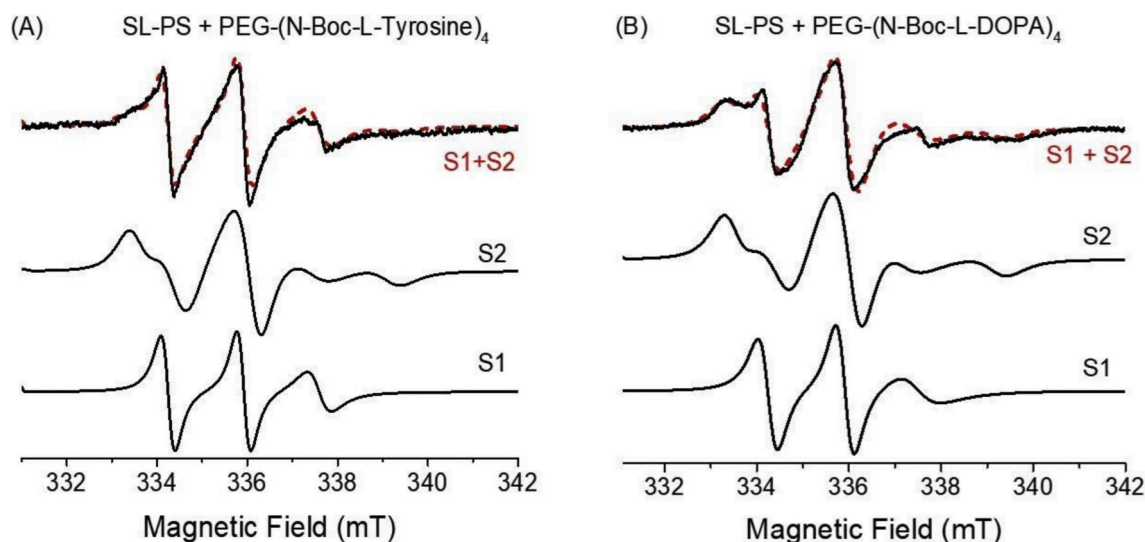 (A) SL-PS + PEG-(N-Boc-L-Tyrosine)4
S1+S2
S2
S1
332 334 336 338 340 342
Magnetic Field (mT)
(B) SL-PS + PEG-(N-Boc-L-DOPA)4
S1 + S2
S2
S1
332 334 336 338 340 342
Magnetic Field (mT)